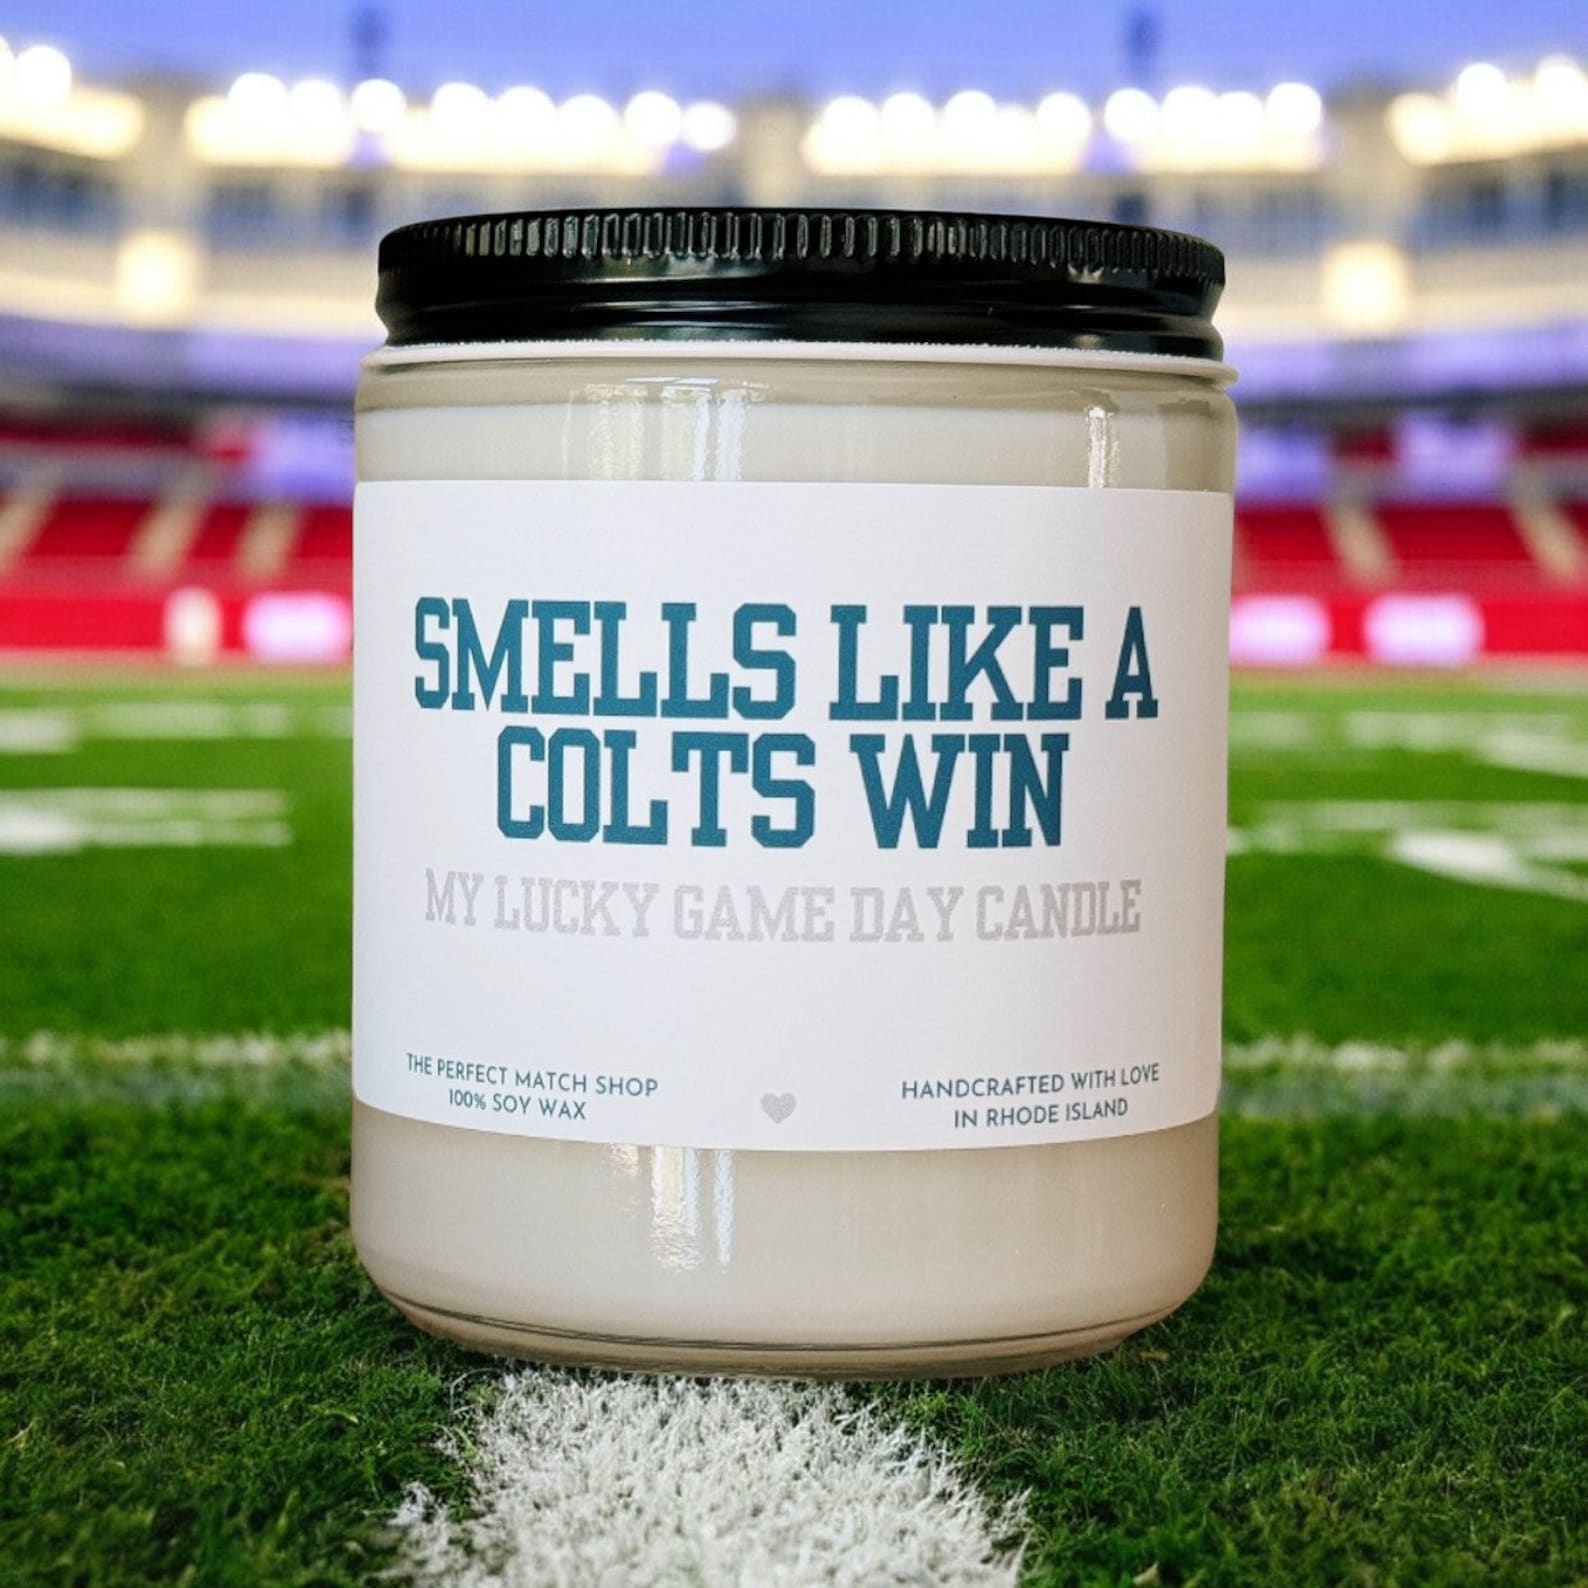 SMELLS LIKE A
COLTS WIN
MY LUCKY GAME DAY CANDLE
THE PERFECT MATCH SHOP
100% SOY WAX
HANDCRAFTED WITH LOVE
IN RHODE ISLAND